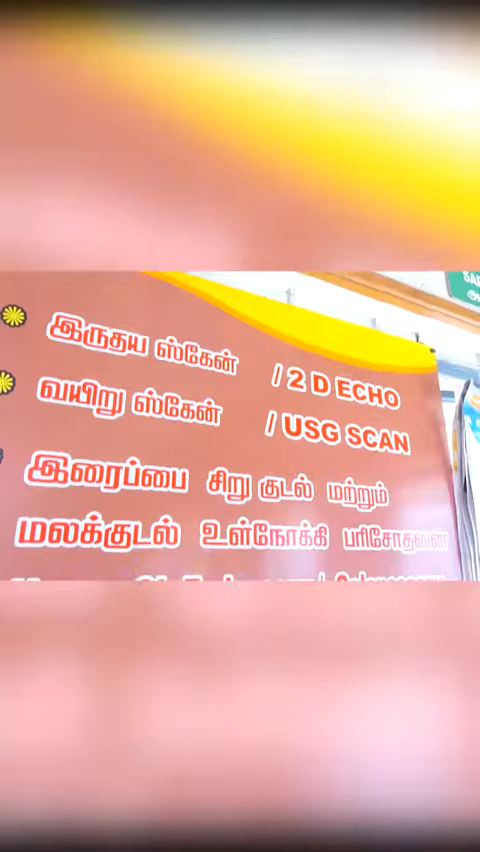 இருதய ஸ்கேன் / 2 D ECHO
வயிறு ஸ்கேன் / USG SCAN
இரைப்பை சிறு குடல் மற்றும்
மலக்குடல் உள்நோக்கி பரிசோதனை